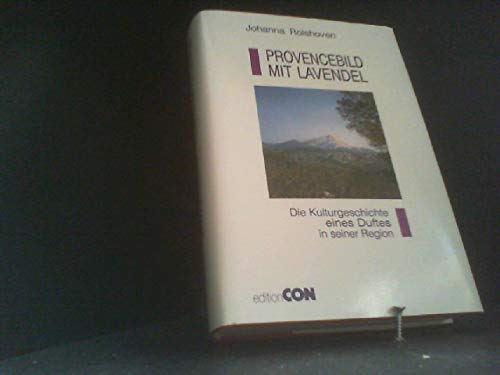 Johanna Rolshoven
PROVENCEBILD
MIT LAVENDEL
Die Kulturgeschichte
eines Duftes
in seiner Region
editionCON